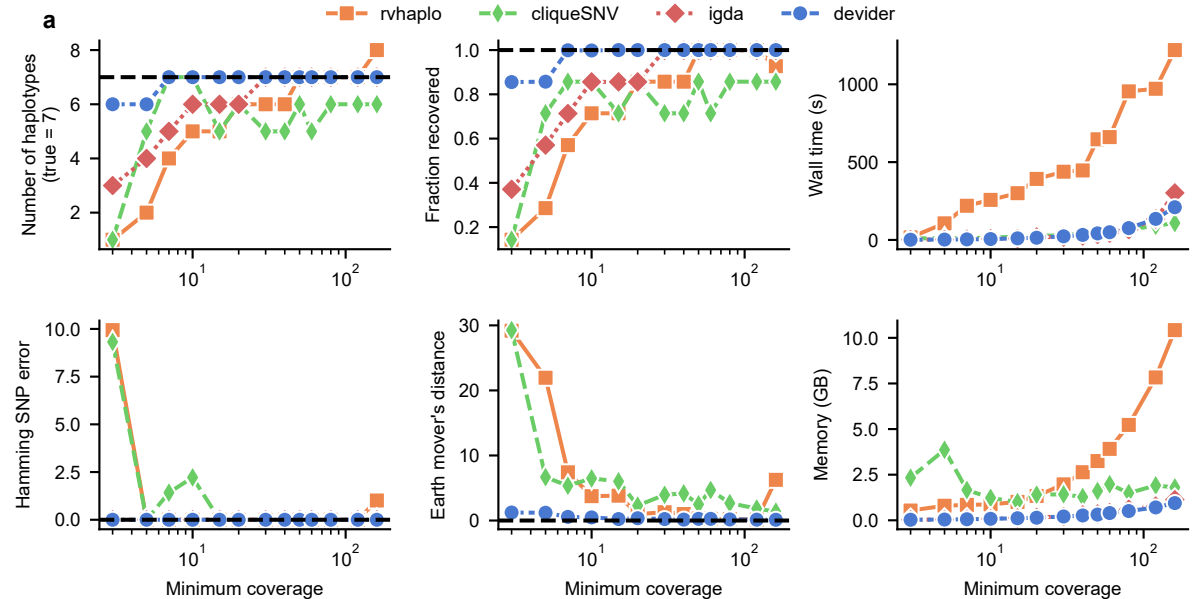 a
rvhaplo cliqueSNV igda devider
Number of haplotypes
(true = 7)
8
6
4
2
10¹ 10²
Fraction recovered
1.0
0.8
0.6
0.4
0.2
10¹ 10²
Wall time (s)
1000
500
0
10¹ 10²
Hamming SNP error
10.0
7.5
5.0
2.5
0.0
10¹ 10²
Minimum coverage
Earth mover's distance
30
20
10
0
10¹ 10²
Minimum coverage
Memory (GB)
10.0
7.5
5.0
2.5
0.0
10¹ 10²
Minimum coverage